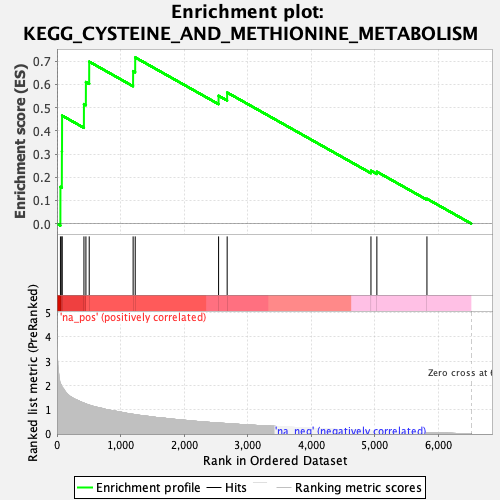 Enrichment plot:
KEGG_CYSTEINE_AND_METHIONINE_METABOLISM
Enrichment score (ES)
0.7
0.6
0.5
0.4
0.3
0.2
0.1
0.0
'na_pos' (positively correlated)
Ranked list metric (PreRanked)
5
4
3
2
1
0
Zero cross at 6
'na_neg' (negatively correlated)
0
1,000
2,000
3,000
4,000
5,000
6,000
Rank in Ordered Dataset
Enrichment profile
Hits
Ranking metric scores